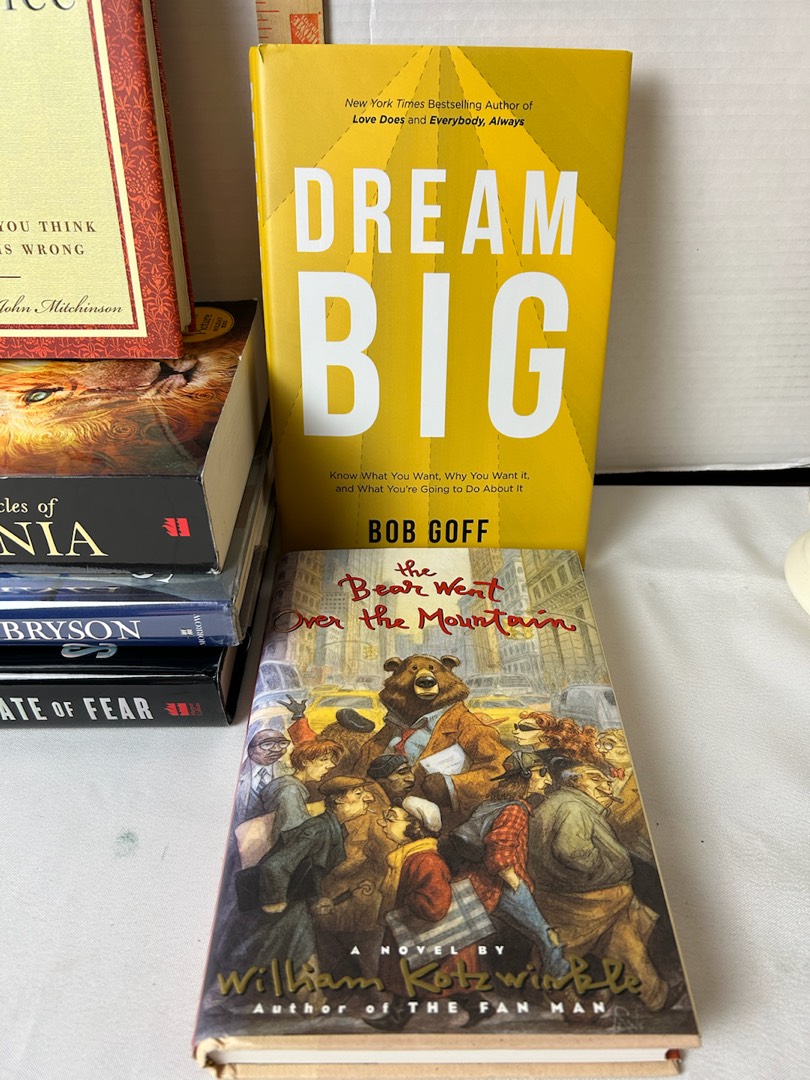 YOU THINK
IS WRONG
John Mitchinson
cles of
NIA
BRYSON
ATE OF FEAR
New York Times Bestselling Author of
Love Does and Everybody, Always
DREAM
BIG
Know What You Want, Why You Want it,
and What You're Going to Do About It
BOB GOFF
the
Bear Went
Over the Mountain
A NOVEL BY
William Kotzwinkle
Author of THE FAN MAN